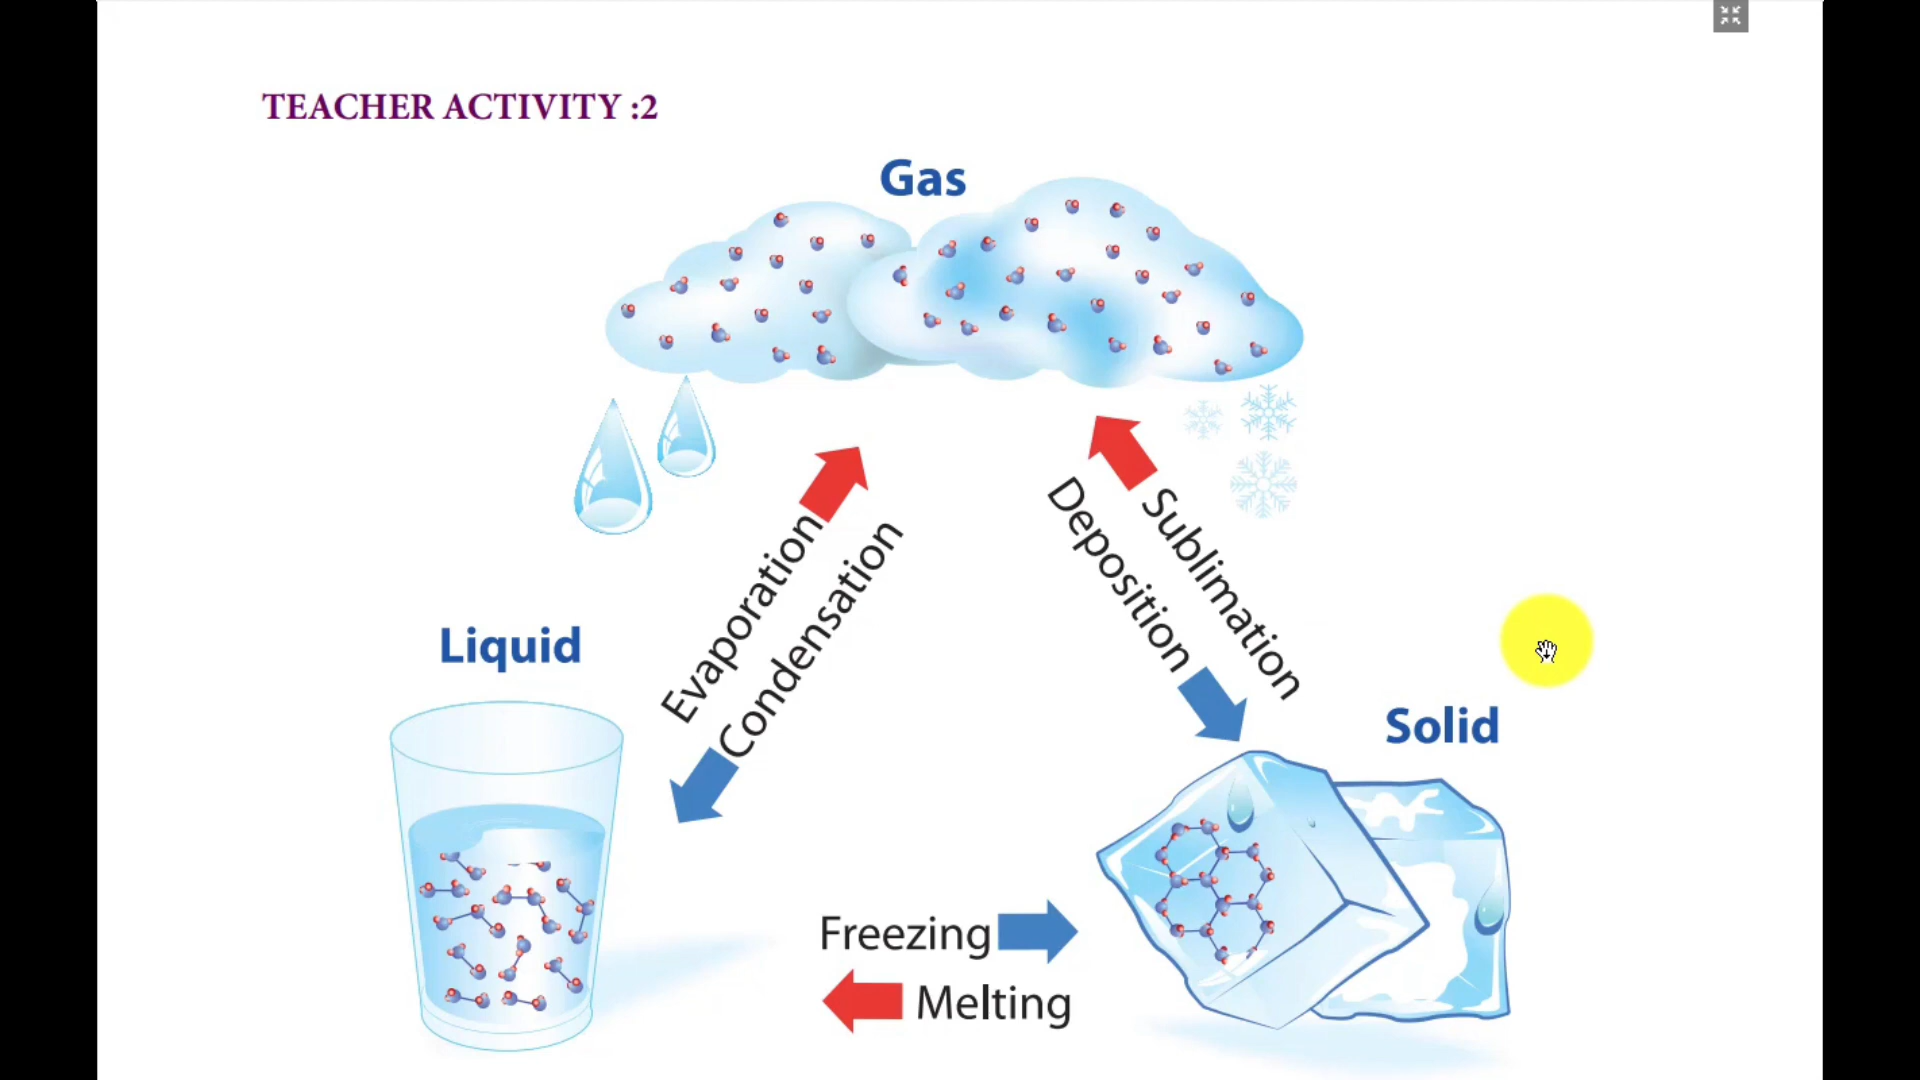 TEACHER ACTIVITY :2
Gas
Evaporation
Condensation
Deposition
Sublimation
Liquid
Solid
Freezing
Melting